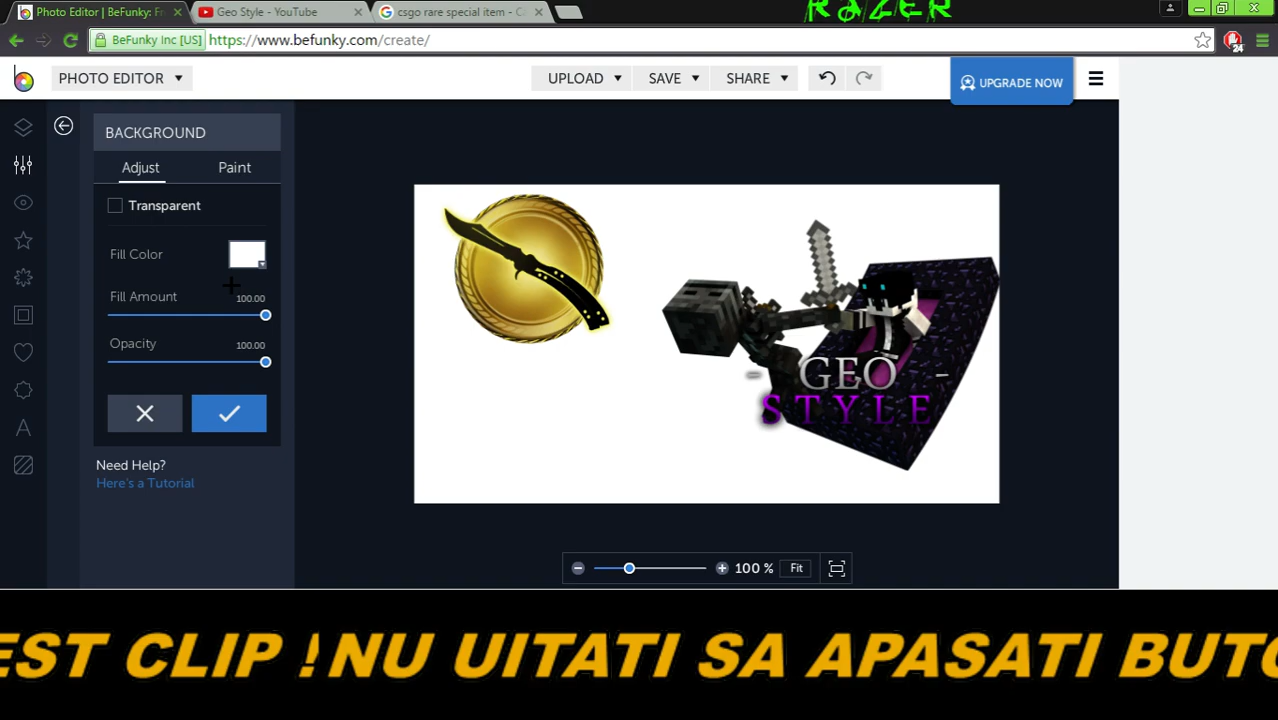 RAZER
Photo Editor | BeFunky: F
Geo Style - YouTube
csgo rare special item - C
BeFunky Inc [US]
https://www.befunky.com/create/
24
PHOTO EDITOR
UPLOAD
SAVE
SHARE
UPGRADE NOW
BACKGROUND
Adjust
Paint
Transparent
Fill Color
Fill Amount
100.00
Opacity
100.00
Need Help?
Here's a Tutorial
- GEO -
STYLE
100 %
Fit
EST CLIP !NU UITATI SA APASATI BUTO